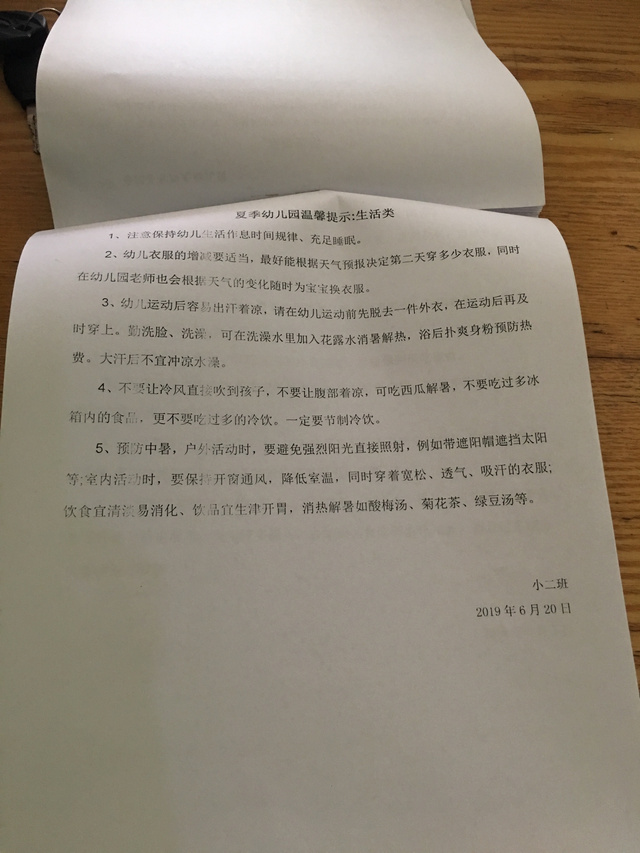 夏季幼儿园温馨提示:生活类
1、注意保持幼儿生活作息时间规律、充足睡眠。
2、幼儿衣服的增减要适当，最好能根据天气预报决定第二天穿多少衣服，同时
在幼儿园老师也会根据天气的变化随时为宝宝换衣服。
3、幼儿运动后容易出汗着凉，请在幼儿运动前先脱去一件外衣，在运动后再及
时穿上。勤洗脸、洗澡，可在洗澡水里加入花露水消暑解热，浴后扑爽身粉预防热
费。大汗后不宜冲凉水澡。
4、不要让冷风直接吹到孩子，不要让腹部着凉，可吃西瓜解暑，不要吃过多冰
箱内的食品，更不要吃过多的冷饮。一定要节制冷饮。
5、预防中暑，户外活动时，要避免强烈阳光直接照射，例如带遮阳帽遮挡太阳
等;室内活动时，要保持开窗通风，降低室温，同时穿着宽松、透气、吸汗的衣服;
饮食宜清淡易消化、饮品宜生津开胃，消热解暑如酸梅汤、菊花茶、绿豆汤等。
小二班
2019年6月20日